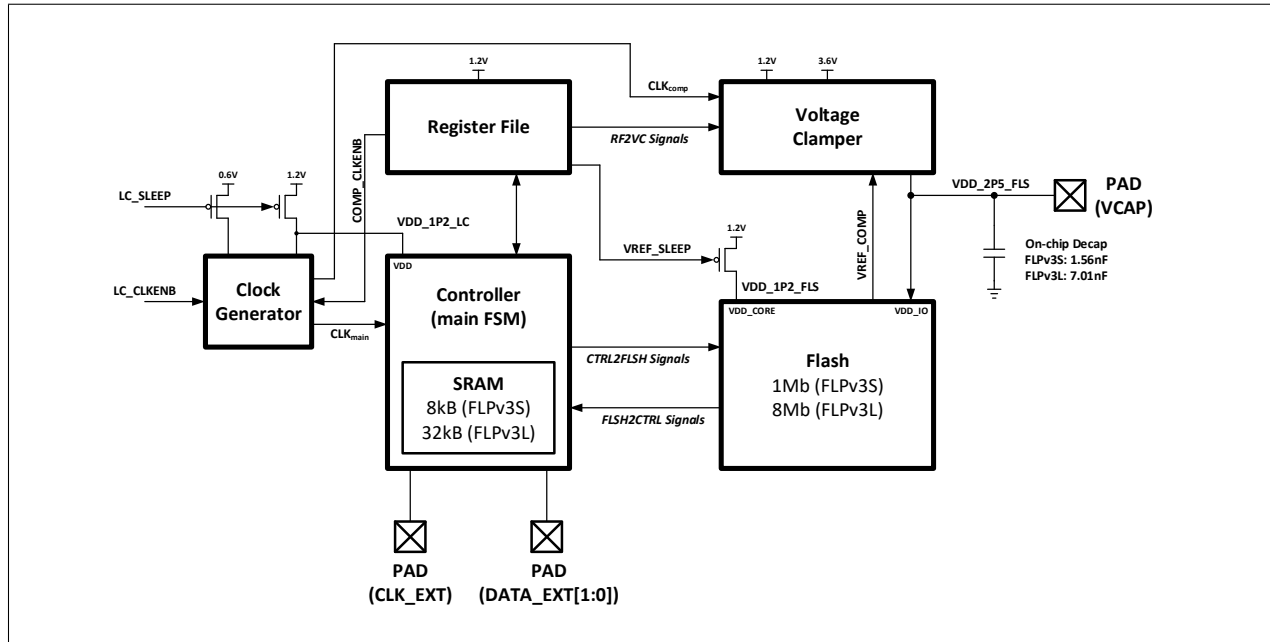 1.2V
Register File
CLKcomp
1.2V
3.6V
Voltage
Clamper
RF2VC Signals
COMP_CLKENB
LC_SLEEP
0.6V
1.2V
VDD_1P2_LC
VREF_SLEEP
1.2V
VDD_1P2_FLS
VREF_COMP
VDD_2P5_FLS
PAD
(VCAP)
On-chip Decap
FLPv3S: 1.56nF
FLPv3L: 7.01nF
LC_CLKENB
Clock
Generator
CLKmain
VDD
Controller
(main FSM)
SRAM
8kB (FLPv3S)
32kB (FLPv3L)
CTRL2FLSH Signals
FLSH2CTRL Signals
VDD_CORE
VDD_IO
Flash
1Mb (FLPv3S)
8Mb (FLPv3L)
PAD
(CLK_EXT)
PAD
(DATA_EXT[1:0])